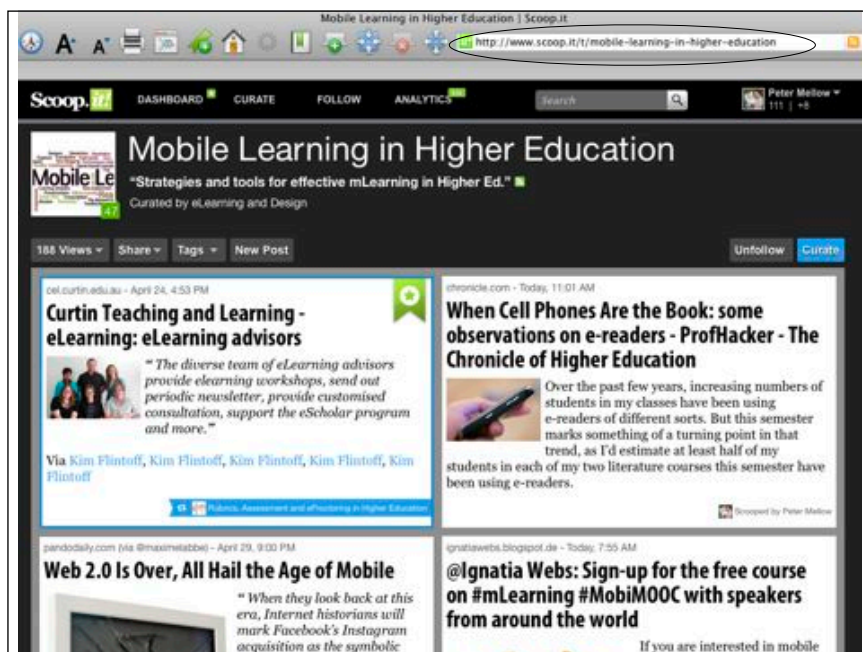 Mobile Learning in Higher Education | Scoop.it
A A
http://www.scoop.it/t/mobile-learning-in-higher-education
Scoop.it! DASHBOARD CURATE FOLLOW ANALYTICS Search Peter Mellow
111 | +8
Mobile Learning in Higher Education
Mobile Le
"Strategies and tools for effective mLearning in Higher Ed."
47
Curated by eLearning and Design
188 Views Share Tags New Post Unfollow Curate
cel.curtin.edu.au - April 24, 4:53 PM
Curtin Teaching and Learning -
eLearning: eLearning advisors
" The diverse team of eLearning advisors
provide elearning workshops, send out
periodic newsletter, provide customised
consultation, support the eScholar program
and more."
Via Kim Flintoff, Kim Flintoff, Kim Flintoff, Kim Flintoff, Kim
Flintoff
Rubrics, Assessment and eProctoring in Higher Education
chronicle.com - Today, 11:01 AM
When Cell Phones Are the Book: some
observations on e-readers - ProfHacker - The
Chronicle of Higher Education
Over the past few years, increasing numbers of
students in my classes have been using
e-readers of different sorts. But this semester
marks something of a turning point in that
trend, as I'd estimate at least half of my
students in each of my two literature courses this semester have
been using e-readers.
Scooped by Peter Mellow
pandodaily.com (via @maximelabbe) - April 29, 9:00 PM
Web 2.0 Is Over, All Hail the Age of Mobile
" When they look back at this
era, Internet historians will
mark Facebook's Instagram
acquisition as the symbolic
ignatiawebs.blogspot.de - Today, 7:55 AM
@Ignatia Webs: Sign-up for the free course
on #mLearning #MobiMOOC with speakers
from around the world
If you are interested in mobile